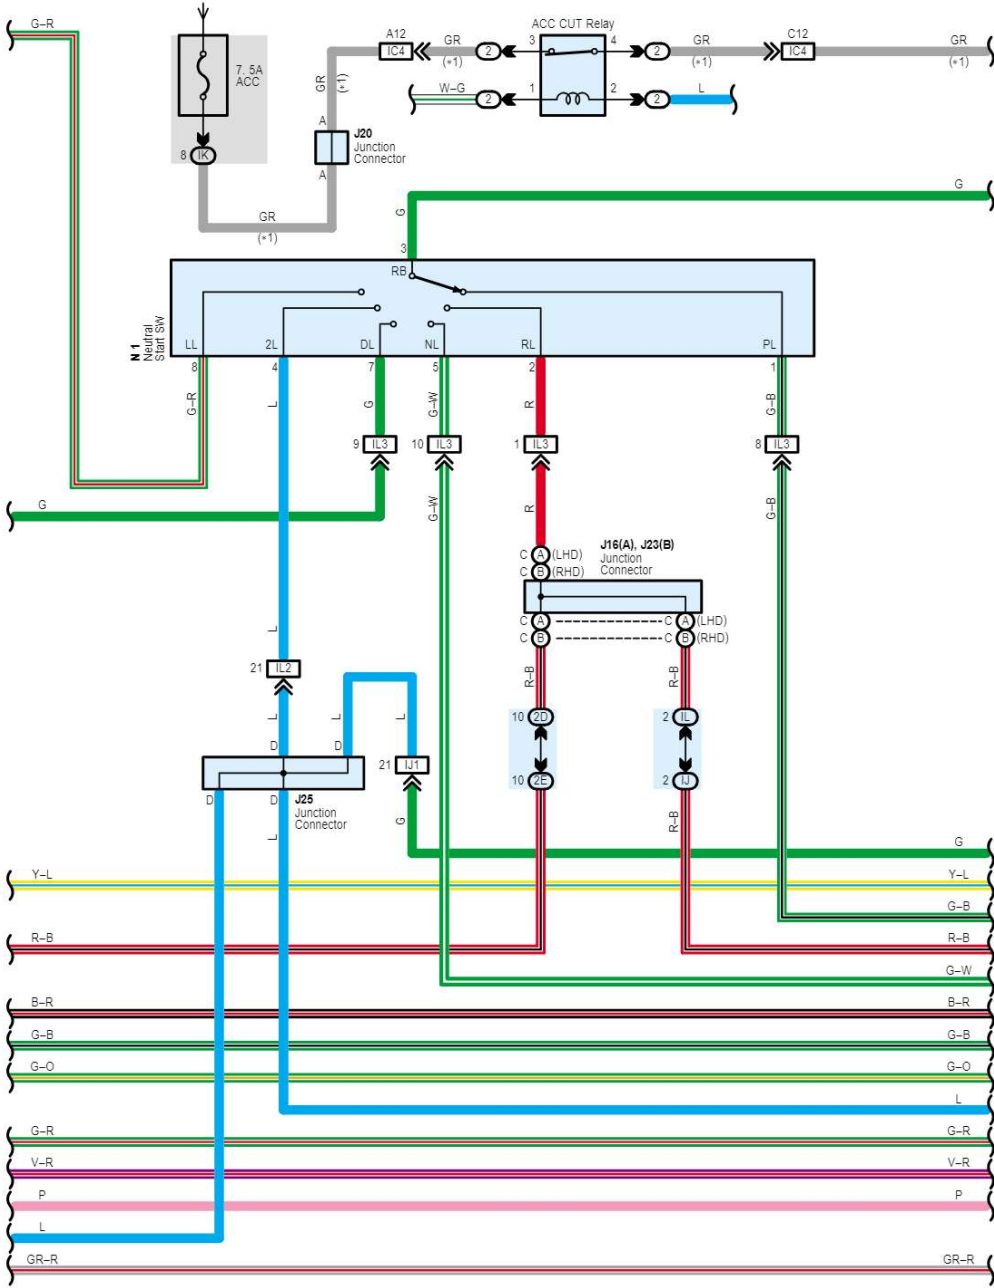 G–R
7. 5A
ACC
8 IK
GR
(*1)
GR
(*1)
A
A
J20
Junction
Connector
A12
IC4
GR
(*1)
2
ACC CUT Relay
3
4
2
GR
(*1)
C12
IC4
GR
(*1)
W–G
2
1
2
2
L
G
G
3
RB
N 1
Neutral
Start SW
LL
2L
DL
NL
RL
PL
8
4
7
5
2
1
G–R
L
G
G–W
R
G–B
9 IL3
10 IL3
1 IL3
8 IL3
G
G–W
R
G–B
C A (LHD)
C B (RHD)
J16(A), J23(B)
Junction
Connector
C A
C A (LHD)
C B
C B (RHD)
L
21 IL2
R–B
R–B
L
L
L
10 2D
2 IL
D
D
21 IJ1
10 2E
2 IJ
D
D
J25
Junction
Connector
L
G
R–B
G
Y–L
Y–L
G–B
R–B
R–B
G–W
B–R
B–R
G–B
G–B
G–O
G–O
L
G–R
G–R
V–R
V–R
P
P
L
GR–R
GR–R